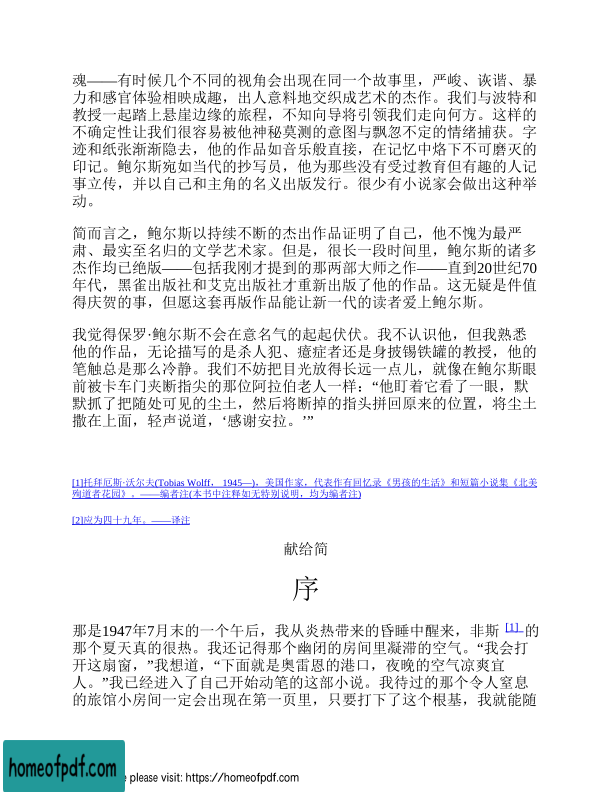 魂——有时候几个不同的视角会出现在同一个故事里，严峻、诙谐、暴
力和感官体验相映成趣，出人意料地交织成艺术的杰作。我们与波特和
教授一起踏上悬崖边缘的旅程，不知向导将引领我们走向何方。这样的
不确定性让我们很容易被他神秘莫测的意图与飘忽不定的情绪捕获。字
迹和纸张渐渐隐去，他的作品如音乐般直接，在记忆中烙下不可磨灭的
印记。鲍尔斯宛如当代的抄写员，他为那些没有受过教育但有趣的人记
事立传，并以自己和主角的名义出版发行。很少有小说家会做出这种举
动。
简而言之，鲍尔斯以持续不断的杰出作品证明了自己，他不愧为最严
肃、最实至名归的文学艺术家。但是，很长一段时间里，鲍尔斯的诸多
杰作均已绝版——包括我刚才提到的那两部大师之作——直到20世纪70
年代，黑雀出版社和艾克出版社才重新出版了他的作品。这无疑是件值
得庆贺的事，但愿这套再版作品能让新一代的读者爱上鲍尔斯。
我觉得保罗·鲍尔斯不会在意名气的起起伏伏。我不认识他，但我熟悉
他的作品，无论描写的是杀人犯、癔症者还是身披锡铁罐的教授，他的
笔触总是那么冷静。我们不妨把目光放得长远一点儿，就像在鲍尔斯眼
前被卡车门夹断指尖的那位阿拉伯老人一样：“他盯着它看了一眼，默
默抓了把随处可见的尘土，然后将断掉的指头拼回原来的位置，将尘土
撒在上面，轻声说道，‘感谢安拉。’”
[1]托拜厄斯·沃尔夫(Tobias Wolff， 1945—)，美国作家，代表作有回忆录《男孩的生活》和短篇小说集《北美
殉道者花园》。——编者注(本书中注释如无特别说明，均为编者注)
[2]应为四十九年。——译注
献给简
序
那是1947年7月末的一个午后，我从炎热带来的昏睡中醒来，非斯 [1] 的
那个夏天真的很热。我还记得那个幽闭的房间里凝滞的空气。“我会打
开这扇窗，”我想道，“下面就是奥雷恩的港口，夜晚的空气凉爽宜
人。”我已经进入了自己开始动笔的这部小说。我待过的那个令人窒息
的旅馆小房间一定会出现在第一页里，只要打下了这个根基，我就能随
homeofpdf.com
e please visit: https://homeofpdf.com